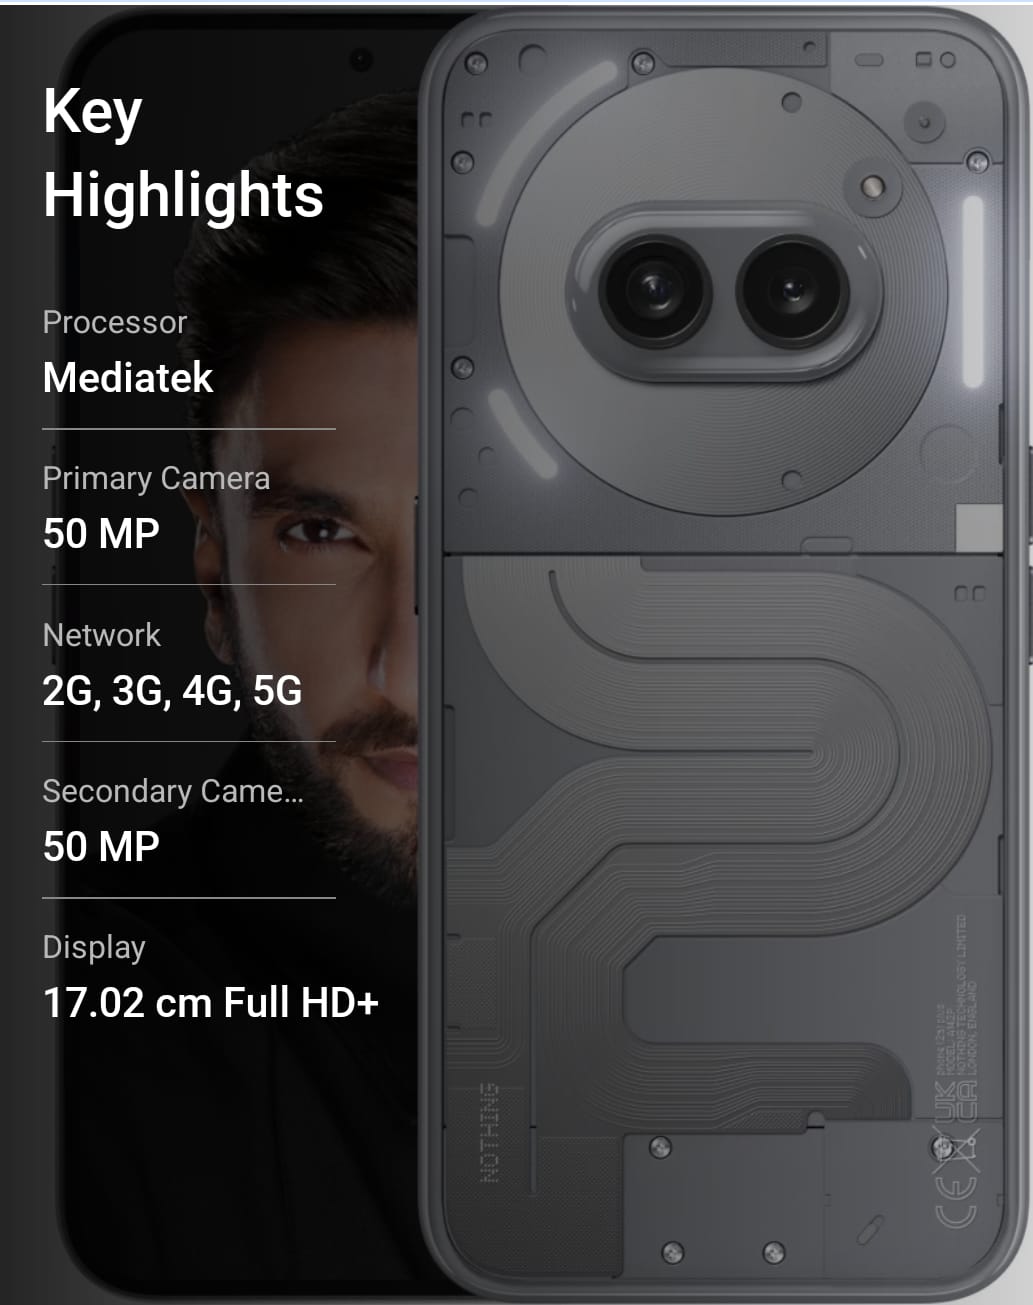 Key
Highlights
Processor
Mediatek
Primary Camera
50 MP
Network
2G, 3G, 4G, 5G
Secondary Came...
50 MP
Display
17.02 cm Full HD+
NOTHING
NOTHING TECHNOLOGY LIMITED
LONDON, ENGLAND
CE
UK
CA